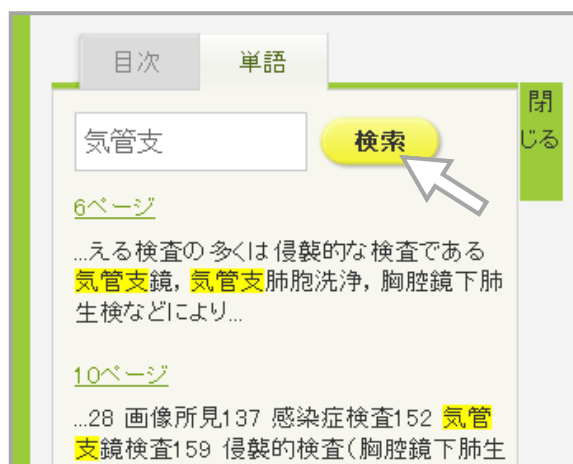 目次
単語
閉
じる
気管支
検索
6ページ
...える検査の多くは侵襲的な検査である
気管支鏡，気管支肺胞洗浄，胸腔鏡下肺
生検などにより...
10ページ
...28 画像所見137 感染症検査152 気管
支鏡検査159 侵襲的検査（胸腔鏡下肺生